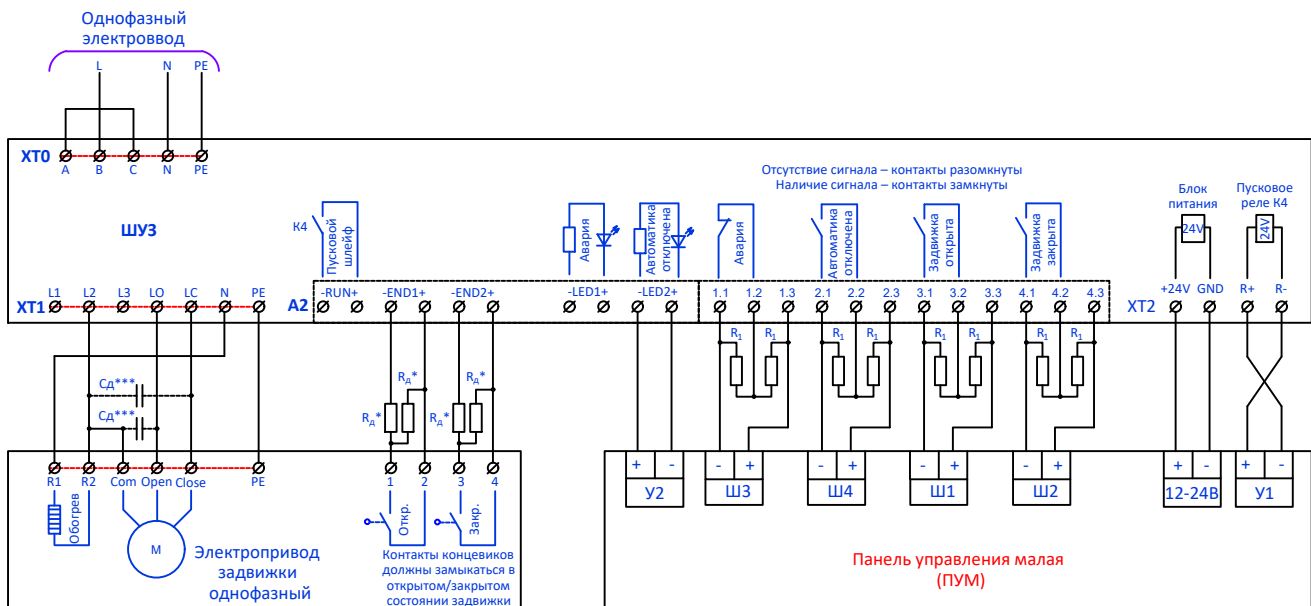 Однофазный
электроввод
L N PE
XT0
A B C N PE
ШУЗ
Отсутствие сигнала – контакты разомкнуты
Наличие сигнала – контакты замкнуты
K4
Пусковой
шлейф
Авария
Автоматика
отключена
Авария
Автоматика
отключена
Задвижка
открыта
Задвижка
закрыта
Блок
питания
24V
Пусковое
реле К4
24V
XT1
L1 L2 L3 LO LC N PE
A2
-RUN+ -END1+ -END2+ -LED1+ -LED2+
1.1 1.2 1.3 2.1 2.2 2.3 3.1 3.2 3.3 4.1 4.2 4.3
XT2
+24V GND R+ R-
R₁ R₁ R₁ R₁ R₁ R₁ R₁ R₁
Сд***
Сд***
Rд* Rд*
Rд* Rд*
R1 R2 Com Open Close PE
1 2 3 4
Обогрев
M
Электропривод
задвижки
однофазный
Откр.
Закр.
Контакты концевиков
должны замыкаться в
открытом/закрытом
состоянии задвижки
+ - - + - + - + - + + - + -
У2 Ш3 Ш4 Ш1 Ш2 12-24В У1
Панель управления малая
(ПУМ)